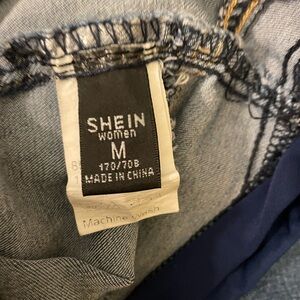 SHEIN
women
M
170/70B
MADE IN CHINA
Machine wash